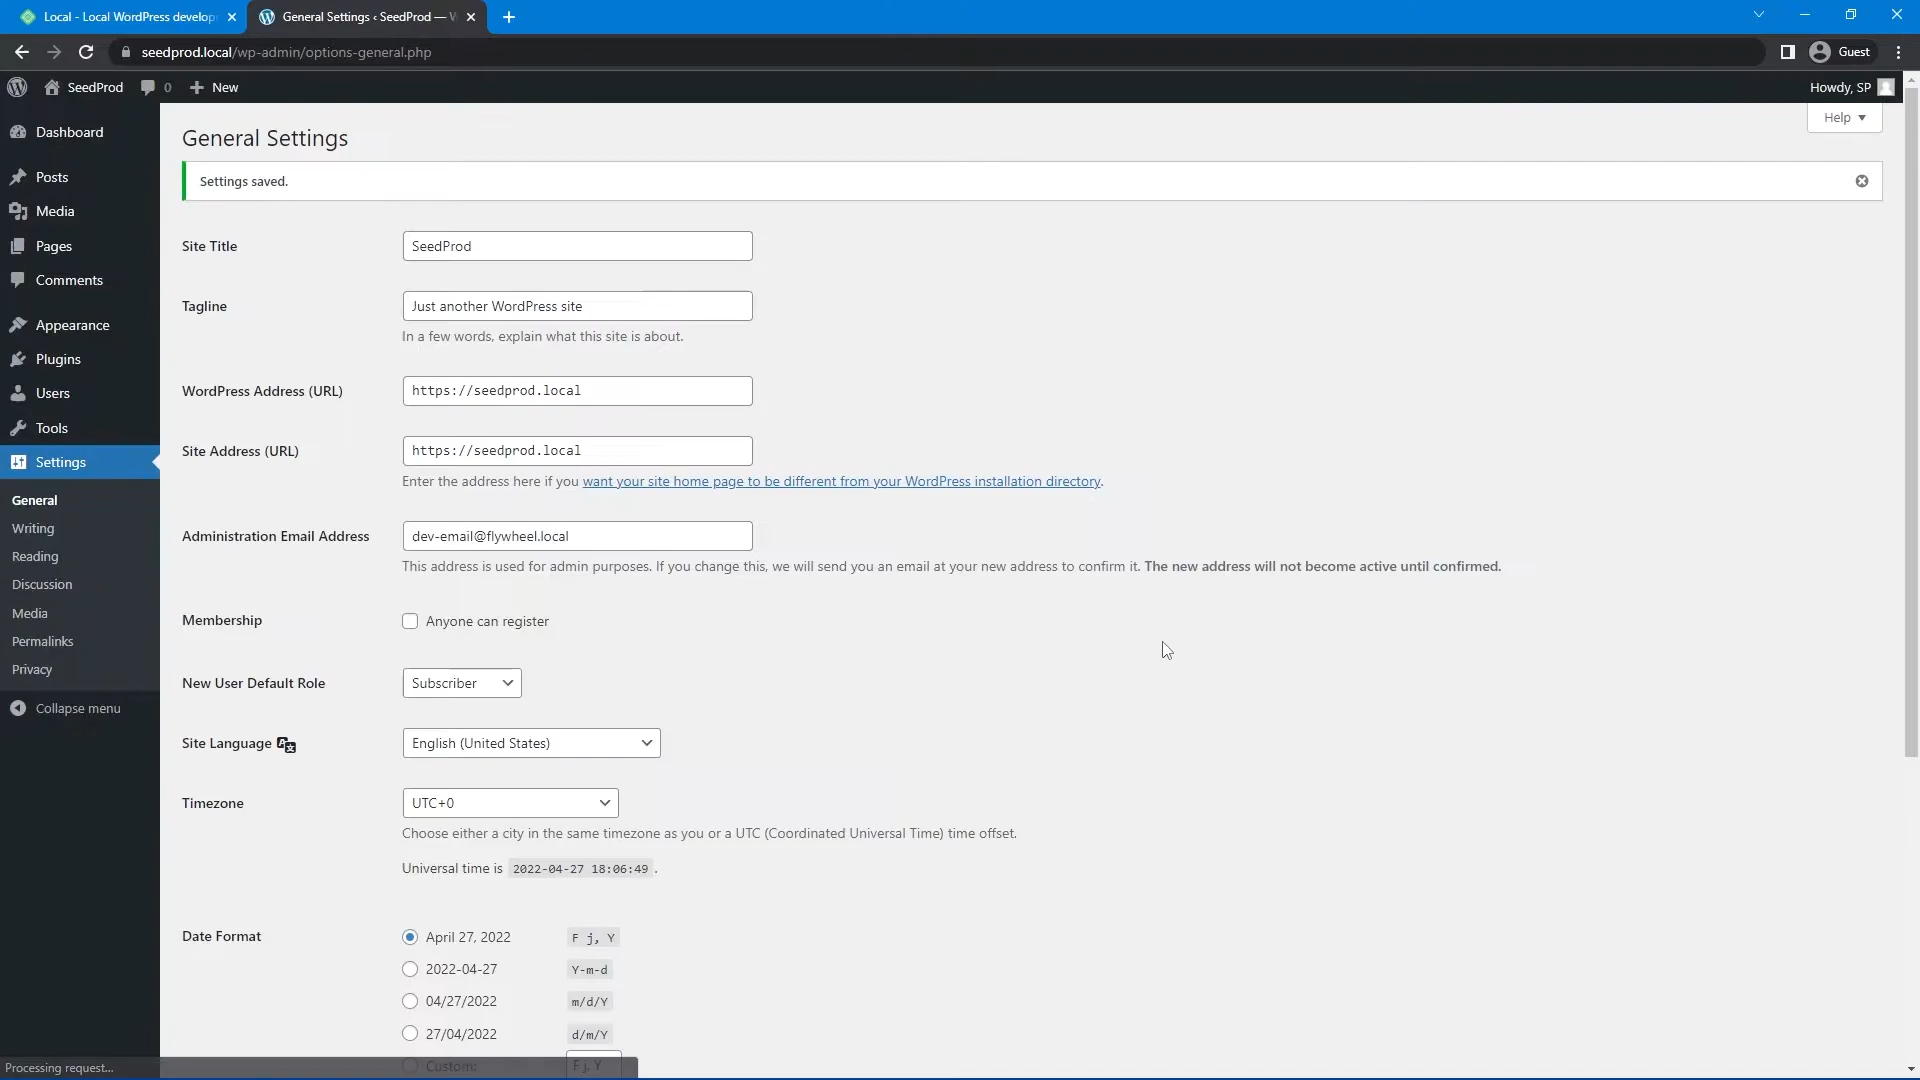 Local - Local WordPress develop
General Settings ‹ SeedProd — W
seedprod.local/wp-admin/options-general.php
Guest
SeedProd
0
New
Howdy, SP
Help
Dashboard
Posts
Media
Pages
Comments
Appearance
Plugins
Users
Tools
Settings
General
Writing
Reading
Discussion
Media
Permalinks
Privacy
Collapse menu
General Settings
Settings saved.
Site Title
SeedProd
Tagline
Just another WordPress site
In a few words, explain what this site is about.
WordPress Address (URL)
https://seedprod.local
Site Address (URL)
https://seedprod.local
Enter the address here if you want your site home page to be different from your WordPress installation directory.
Administration Email Address
dev-email@flywheel.local
This address is used for admin purposes. If you change this, we will send you an email at your new address to confirm it. The new address will not become active until confirmed.
Membership
Anyone can register
New User Default Role
Subscriber
Site Language
English (United States)
Timezone
UTC+0
Choose either a city in the same timezone as you or a UTC (Coordinated Universal Time) time offset.
Universal time is 2022-04-27 18:06:49 .
Date Format
April 27, 2022 F j, Y
2022-04-27 Y-m-d
04/27/2022 m/d/Y
27/04/2022 d/m/Y
Custom: F j, Y
Processing request...